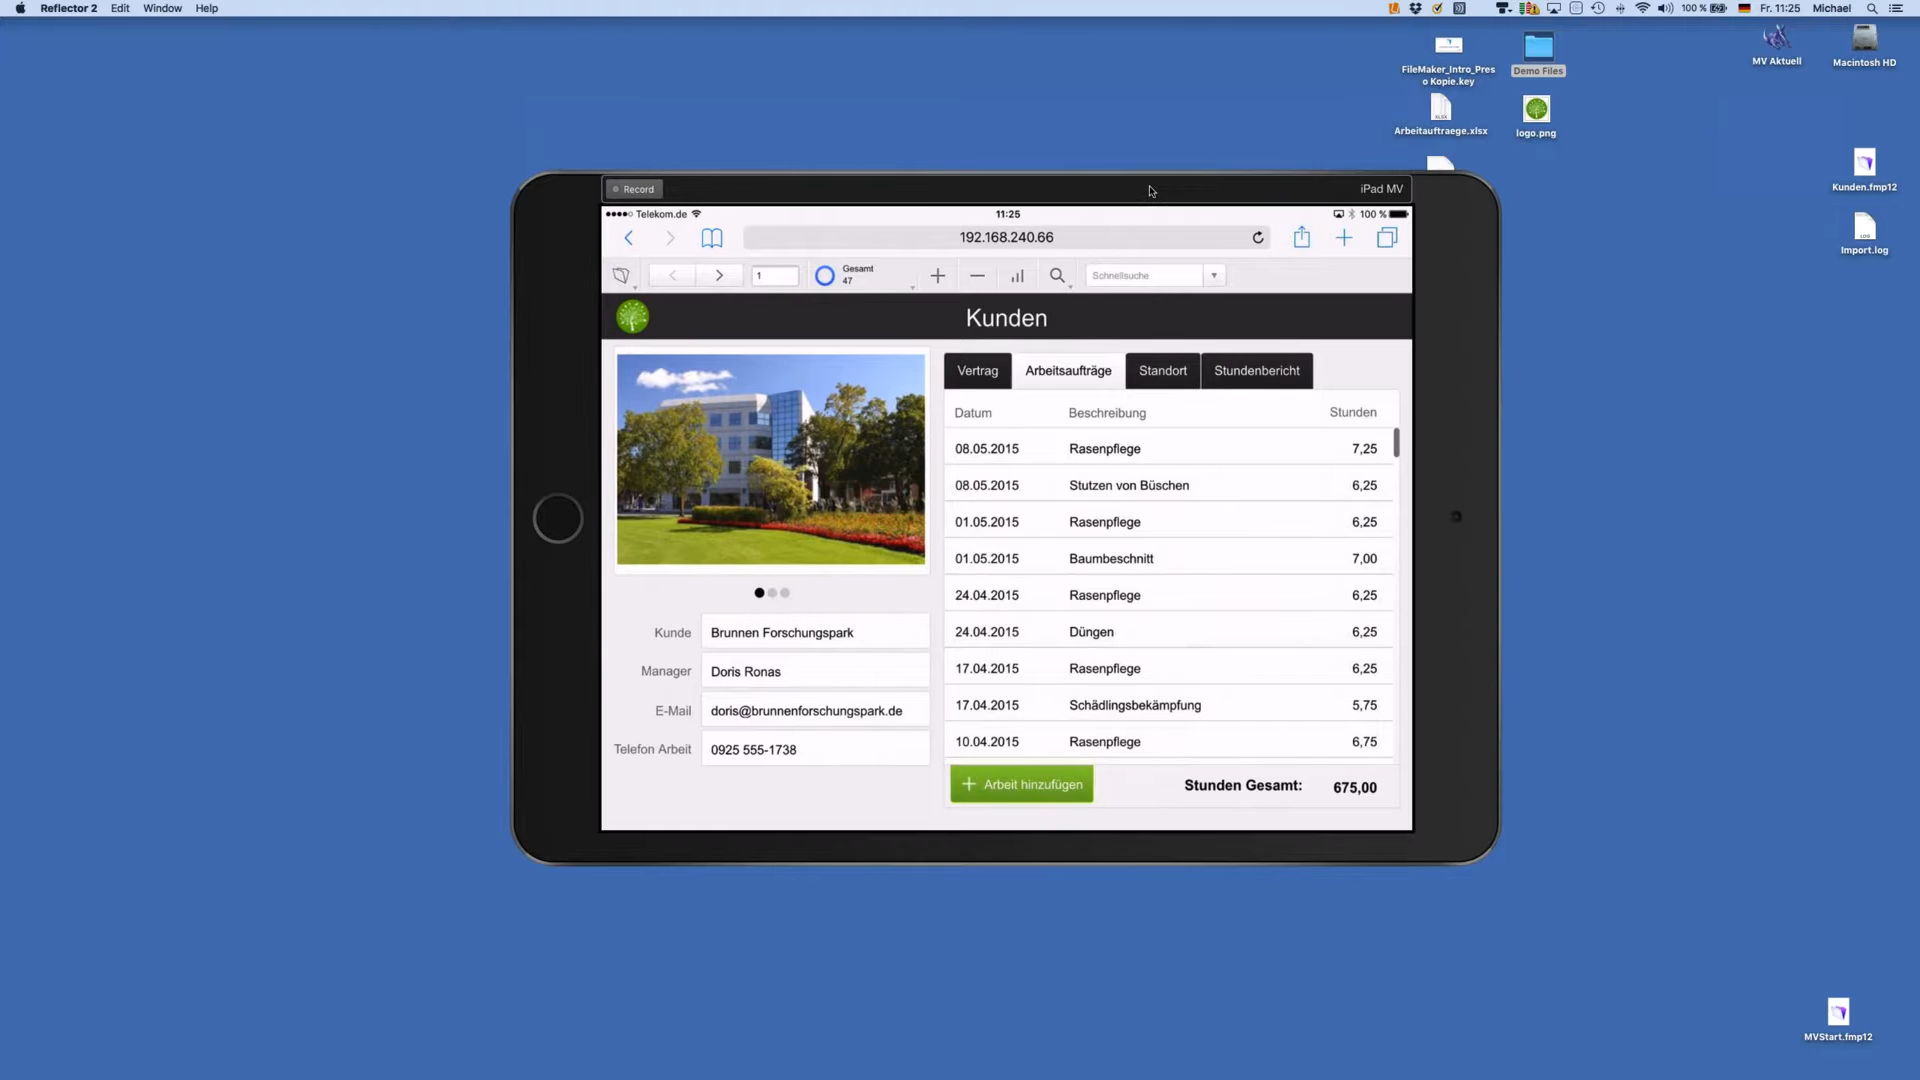 Reflector 2 Edit Window Help
100 % Fr. 11:25 Michael
FileMaker_Intro_Pres
o Kopie.key
Demo Files
MV Aktuell
Macintosh HD
XLSX
Arbeitauftraege.xlsx
logo.png
Kunden.fmp12
LOG
Import.log
Record
iPad MV
Telekom.de 11:25 100 %
192.168.240.66
1
Gesamt
47
Schnellsuche
Kunden
Vertrag Arbeitsaufträge Standort Stundenbericht
Datum Beschreibung Stunden
08.05.2015 Rasenpflege 7,25
08.05.2015 Stutzen von Büschen 6,25
01.05.2015 Rasenpflege 6,25
01.05.2015 Baumbeschnitt 7,00
24.04.2015 Rasenpflege 6,25
24.04.2015 Düngen 6,25
17.04.2015 Rasenpflege 6,25
17.04.2015 Schädlingsbekämpfung 5,75
10.04.2015 Rasenpflege 6,75
+ Arbeit hinzufügen
Stunden Gesamt: 675,00
Kunde Brunnen Forschungspark
Manager Doris Ronas
E-Mail doris@brunnenforschungspark.de
Telefon Arbeit 0925 555-1738
MVStart.fmp12